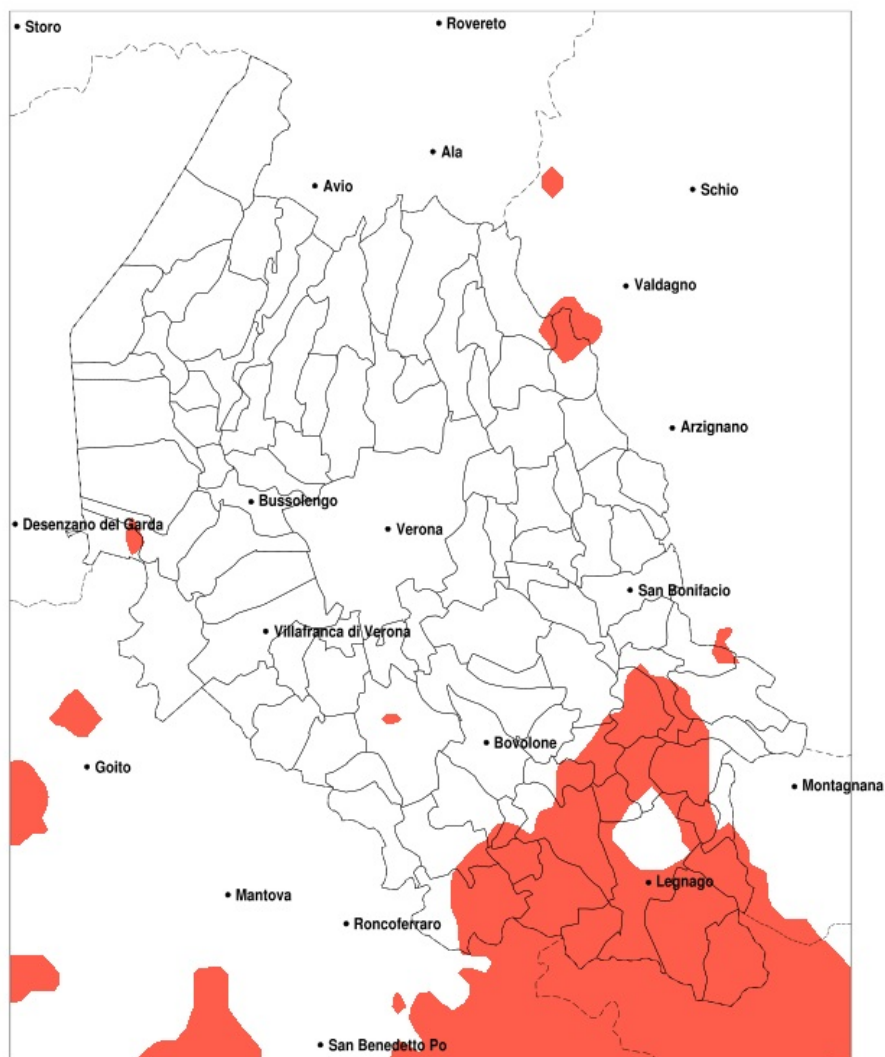 Storo
Rovereto
Ala
Avio
Schio
Valdagno
Arzignano
Bussolengo
Desenzano del Garda
Verona
San Bonifacio
Villafranca di Verona
Bovolone
Goito
Montagnana
Legnago
Mantova
Roncoferraro
San Benedetto Po